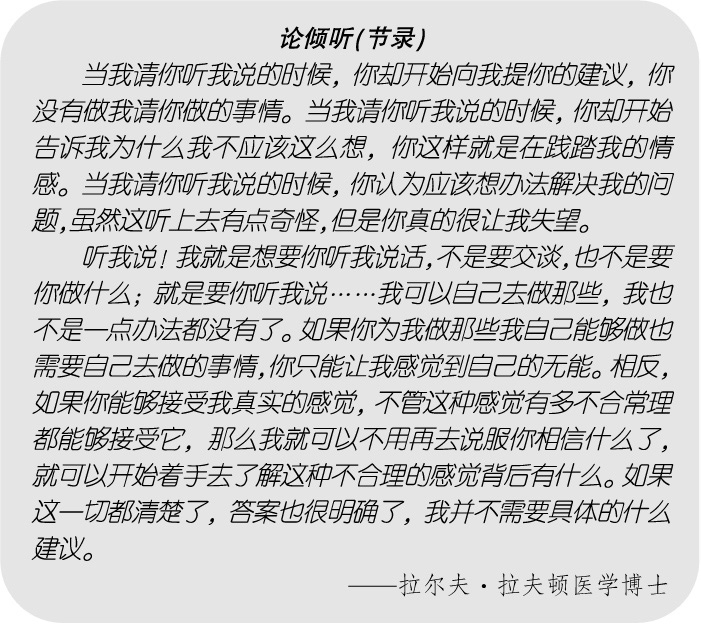 论倾听(节录)
当我请你听我说的时候，你却开始向我提你的建议，你
没有做我请你做的事情。当我请你听我说的时候，你却开始
告诉我为什么我不应该这么想，你这样就是在践踏我的情
感。当我请你听我说的时候，你认为应该想办法解决我的问
题，虽然这听上去有点奇怪，但是你真的很让我失望。
听我说！我就是想要你听我说话，不是要交谈，也不是要
你做什么；就是要你听我说……我可以自己去做那些，我也
不是一点办法都没有了。如果你为我做那些我自己能够做也
需要自己去做的事情，你只能让我感觉到自己的无能。相反，
如果你能够接受我真实的感觉，不管这种感觉有多不合常理
都能够接受它，那么我就可以不用再去说服你相信什么了，
就可以开始着手去了解这种不合理的感觉背后有什么。如果
这一切都清楚了，答案也很明确了，我并不需要具体的什么
建议。
——拉尔夫·拉夫顿医学博士